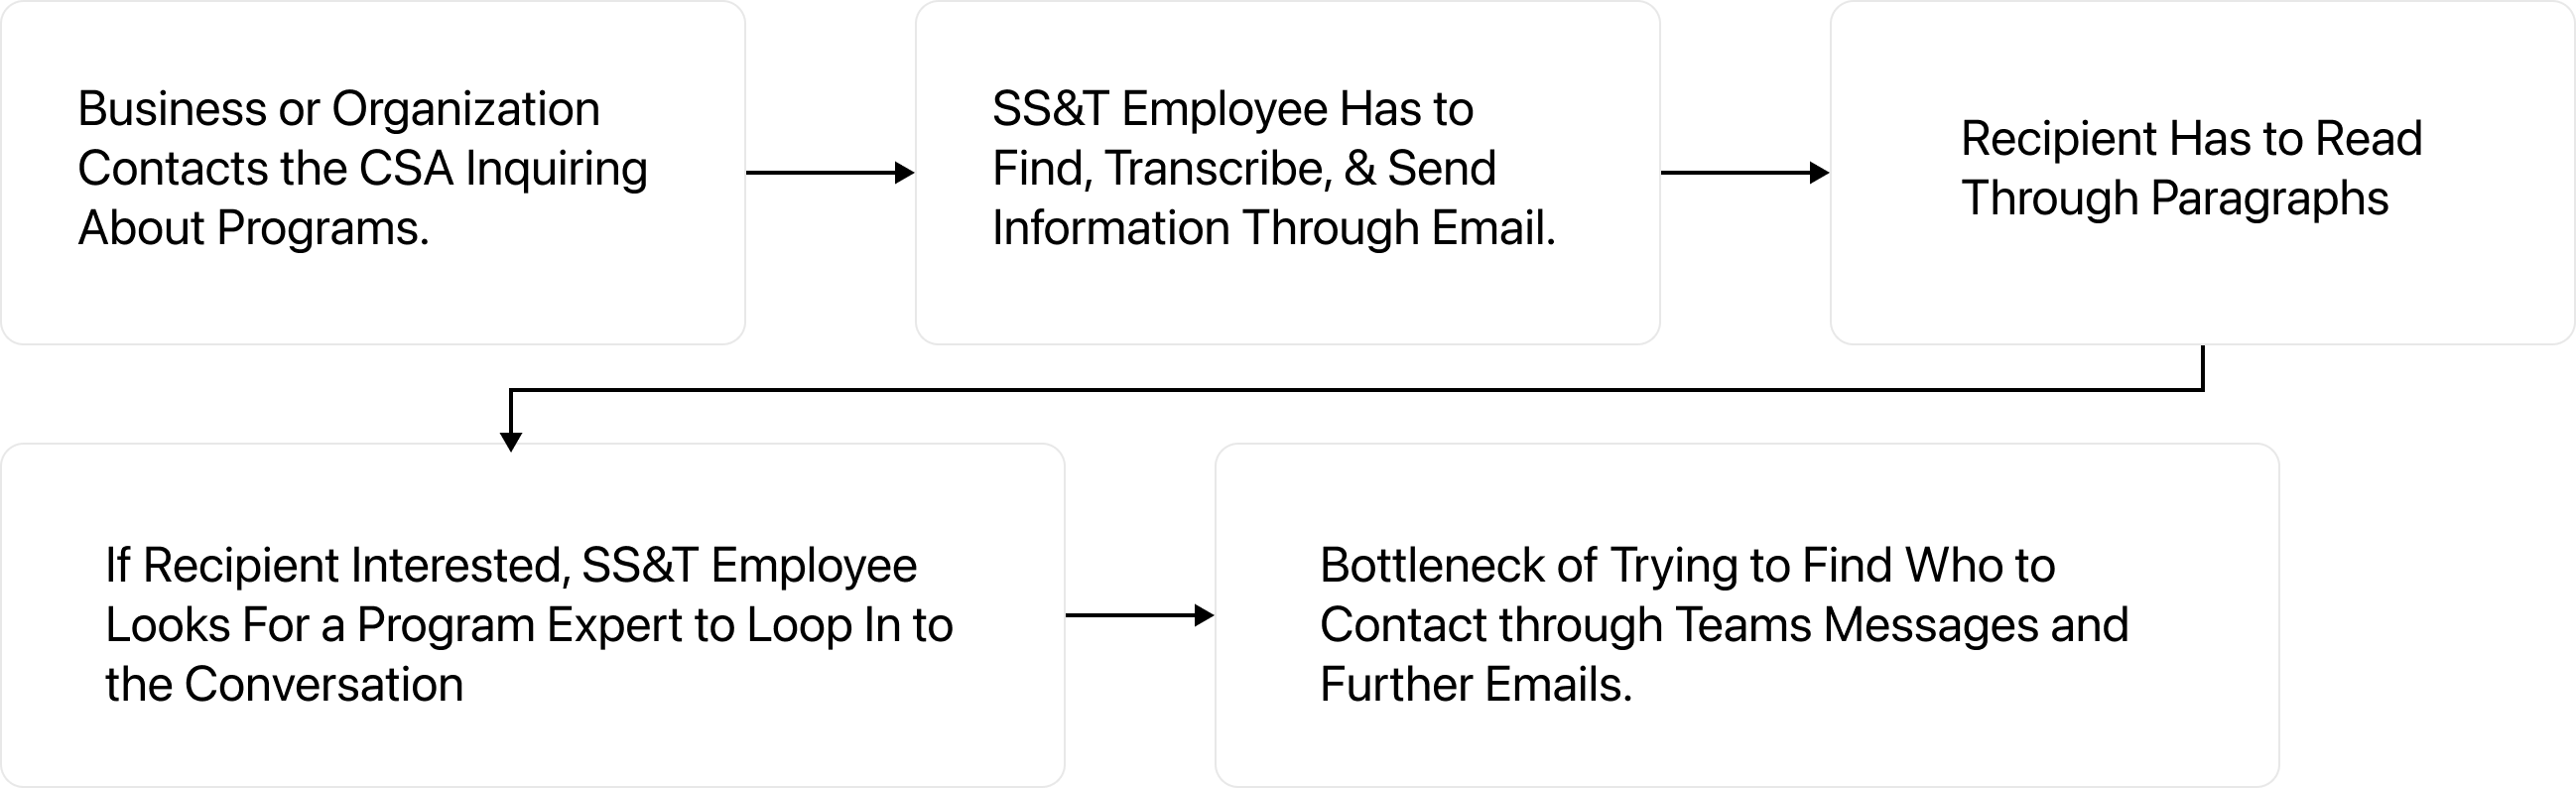 Business or Organization
Contacts the CSA Inquiring
About Programs.
SS&T Employee Has to
Find, Transcribe, & Send
Information Through Email.
Recipient Has to Read
Through Paragraphs
If Recipient Interested, SS&T Employee
Looks For a Program Expert to Loop In to
the Conversation
Bottleneck of Trying to Find Who to
Contact through Teams Messages and
Further Emails.